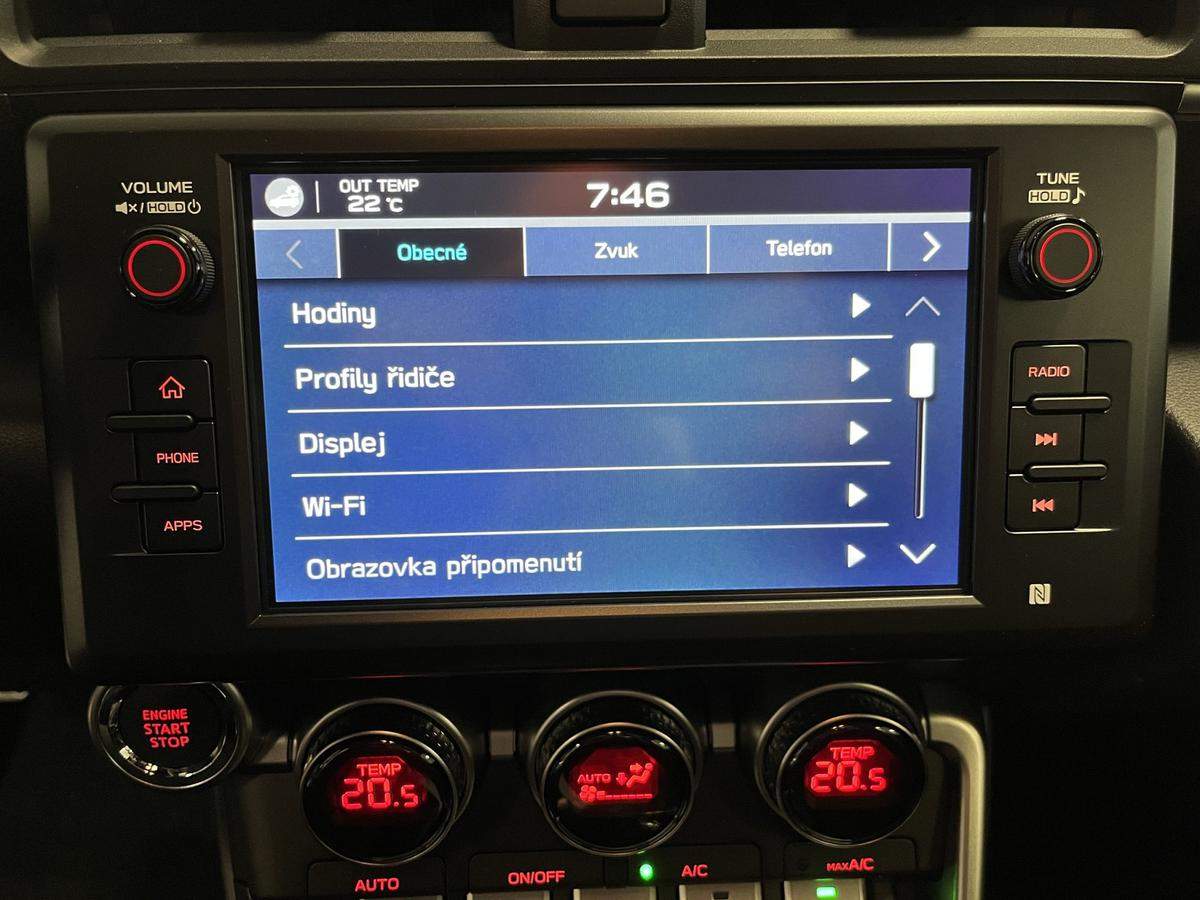 VOLUME
/ HOLD
TUNE
HOLD
OUT TEMP
22 °C
7:46
Obecné
Zvuk
Telefon
Hodiny
Profily řidiče
Displej
Wi-Fi
Obrazovka připomenutí
PHONE
APPS
RADIO
ENGINE
START
STOP
TEMP
20.5
AUTO
TEMP
20.5
AUTO
ON/OFF
A/C
MAX A/C